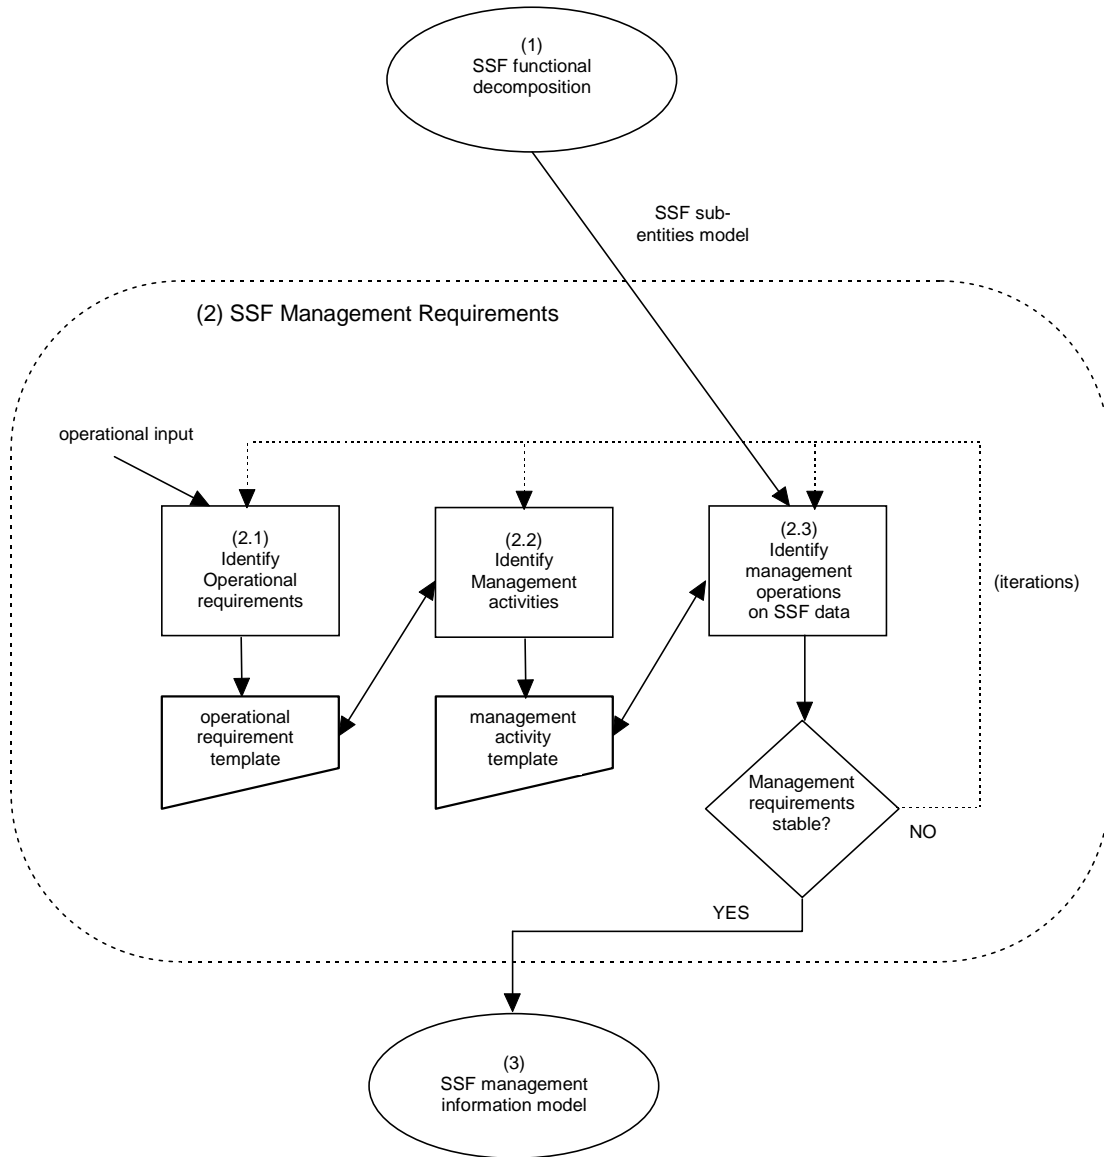 (1)
SSF functional
decomposition
SSF sub-
entities model
(2) SSF Management Requirements
operational input
(2.1)
Identify
Operational
requirements
(2.2)
Identify
Management
activities
(2.3)
Identify
management
operations
on SSF data
(iterations)
operational
requirement
template
management
activity
template
Management
requirements
stable?
NO
YES
(3)
SSF management
information model